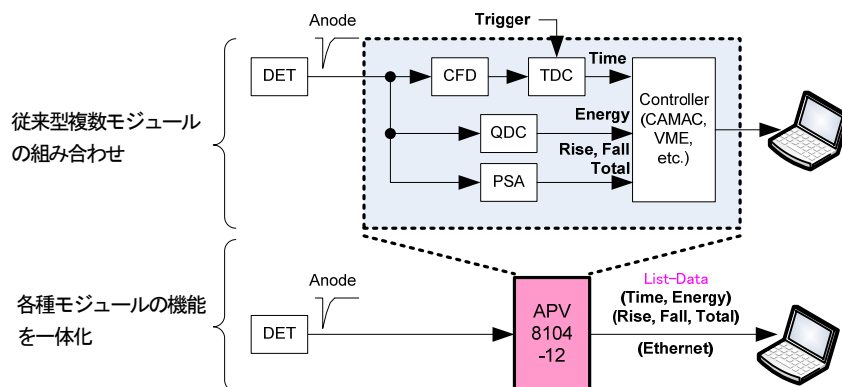 Anode
Trigger
従来型複数モジュール
の組み合わせ
DET
CFD
TDC
Time
QDC
Energy
PSA
Rise, Fall
Total
Controller
(CAMAC,
VME,
etc.)
各種モジュールの機能
を一体化
Anode
DET
APV
8104
-12
List-Data
(Time, Energy)
(Rise, Fall, Total)
(Ethernet)